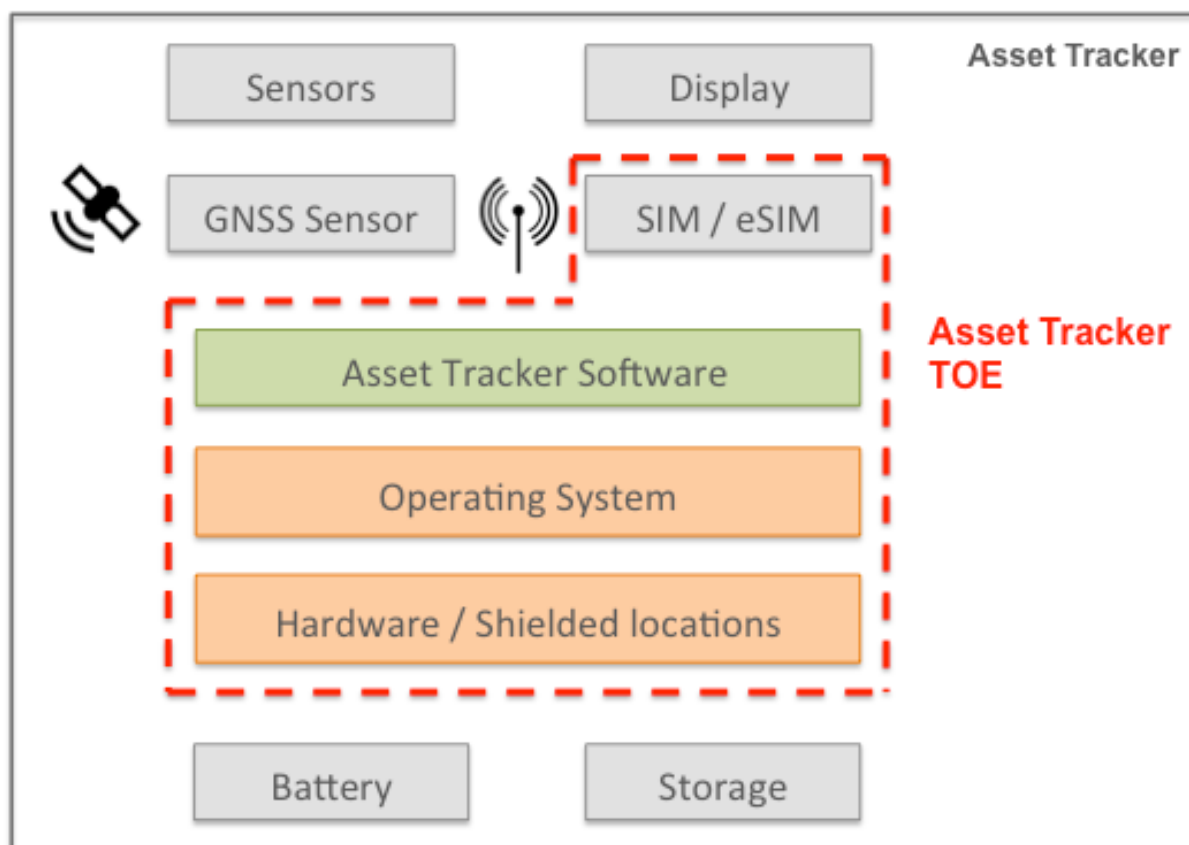 Asset Tracker
Sensors
Display
GNSS Sensor
SIM / eSIM
Asset Tracker Software
Asset Tracker
TOE
Operating System
Hardware / Shielded locations
Battery
Storage